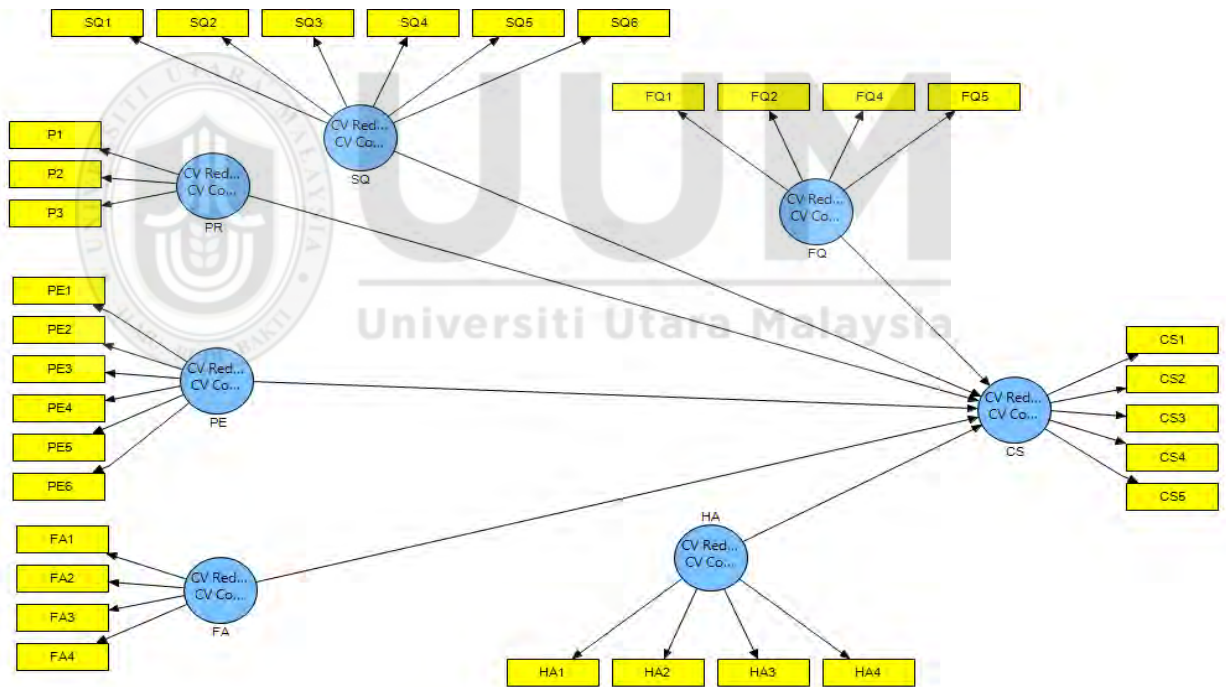 SQ1 SQ2 SQ3 SQ4 SQ5 SQ6
FQ1 FQ2 FQ4 FQ5
CV Red...
CV Co...
SQ
P1
P2
P3
CV Red...
CV Co...
PR
CV Red...
CV Co...
FQ
UNIVERSITI UTARA MALAYSIA
UUM
Universiti Utara Malaysia
PE1
PE2
PE3
PE4
PE5
PE6
CV Red...
CV Co...
PE
CS1
CS2
CS3
CS4
CS5
CV Red...
CV Co...
CS
FA1
FA2
FA3
FA4
CV Red...
CV Co...
FA
HA
CV Red...
CV Co...
HA1 HA2 HA3 HA4